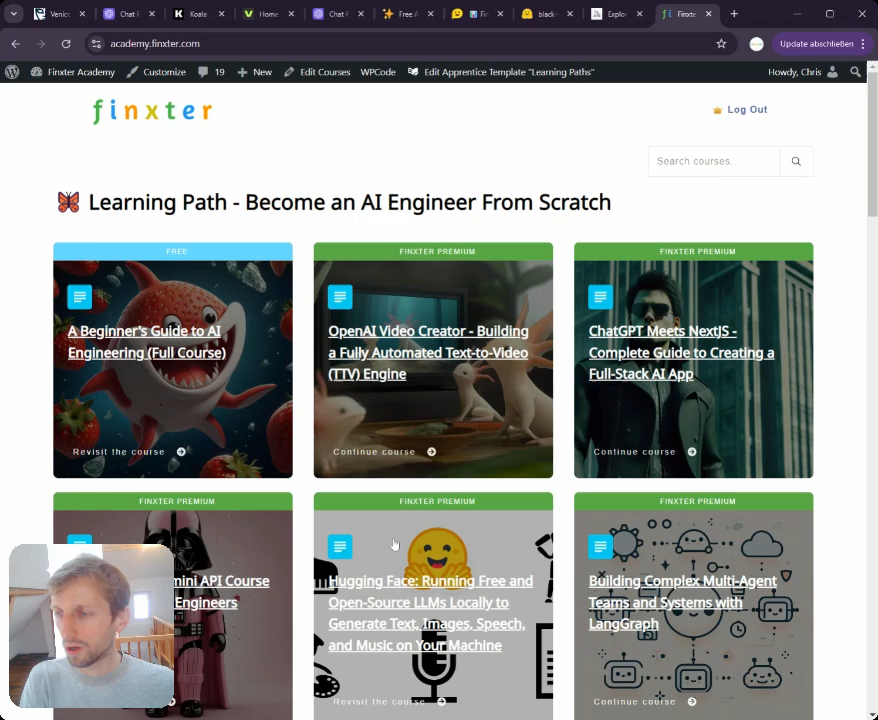 Venice
Chat F
Koala
Home
Chat F
Free A
Fin
black-
Explor
Finxte
academy.finxter.com
Update abschließen
Finxter Academy
Customize
19
New
Edit Courses
WPCode
Edit Apprentice Template "Learning Paths"
Howdy, Chris
finxter
Log Out
Search courses...
Learning Path - Become an AI Engineer From Scratch
FREE
A Beginner's Guide to AI
Engineering (Full Course)
Revisit the course
FINXTER PREMIUM
OpenAI Video Creator - Building
a Fully Automated Text-to-Video
(TTV) Engine
Continue course
FINXTER PREMIUM
ChatGPT Meets NextJS -
Complete Guide to Creating a
Full-Stack AI App
Continue course
FINXTER PREMIUM
mini API Course
Engineers
FINXTER PREMIUM
Hugging Face: Running Free and
Open-Source LLMs Locally to
Generate Text, Images, Speech,
and Music on Your Machine
Revisit the course
FINXTER PREMIUM
Building Complex Multi-Agent
Teams and Systems with
LangGraph
Continue course